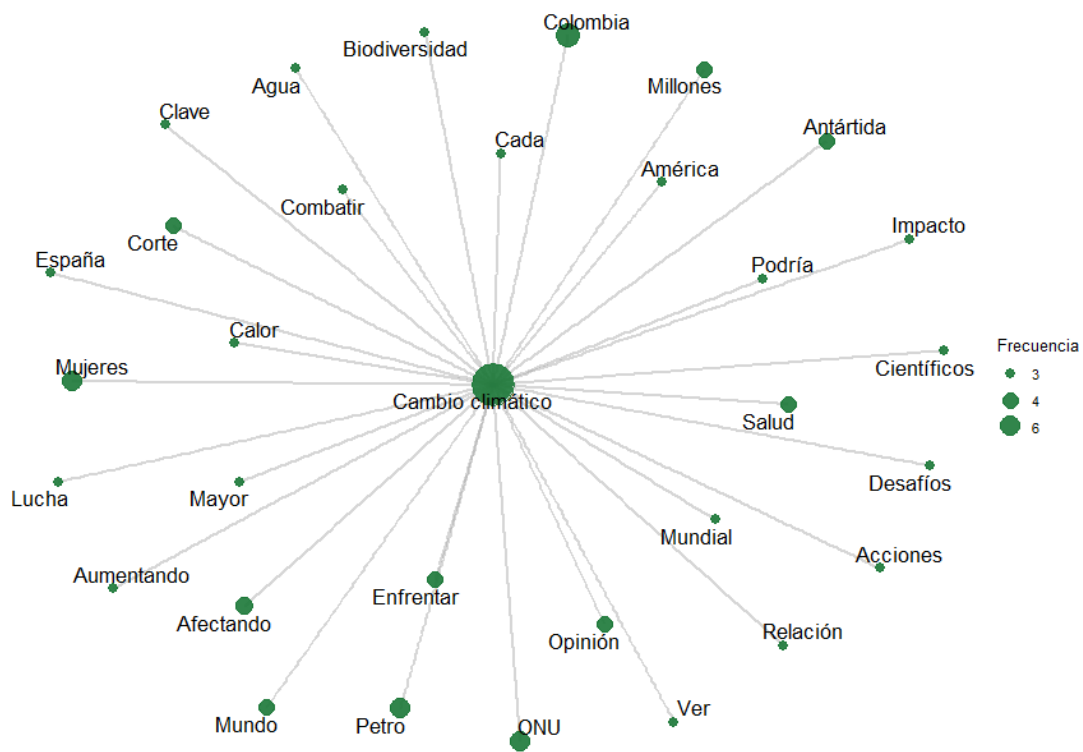 Colombia
Biodiversidad
Agua
Millones
Clave
Antártida
Cada
América
Combatir
Impacto
Corte
España
Podría
Calor
Frecuencia
Mujeres
Científicos
3
Cambio climático
4
Salud
6
Desafíos
Lucha
Mayor
Mundial
Acciones
Aumentando
Enfrentar
Afectando
Opinión
Relación
Ver
Mundo
Petro
ONU